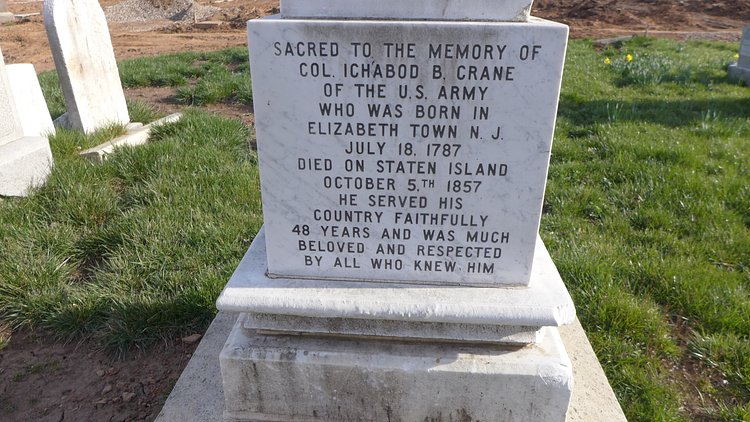 SACRED TO THE MEMORY OF
COL. ICHABOD B. CRANE
OF THE U.S. ARMY
WHO WAS BORN IN
ELIZABETH TOWN N. J.
JULY 18, 1787
DIED ON STATEN ISLAND
OCTOBER 5.TH 1857
HE SERVED HIS
COUNTRY FAITHFULLY
48 YEARS AND WAS MUCH
BELOVED AND RESPECTED
BY ALL WHO KNEW HIM